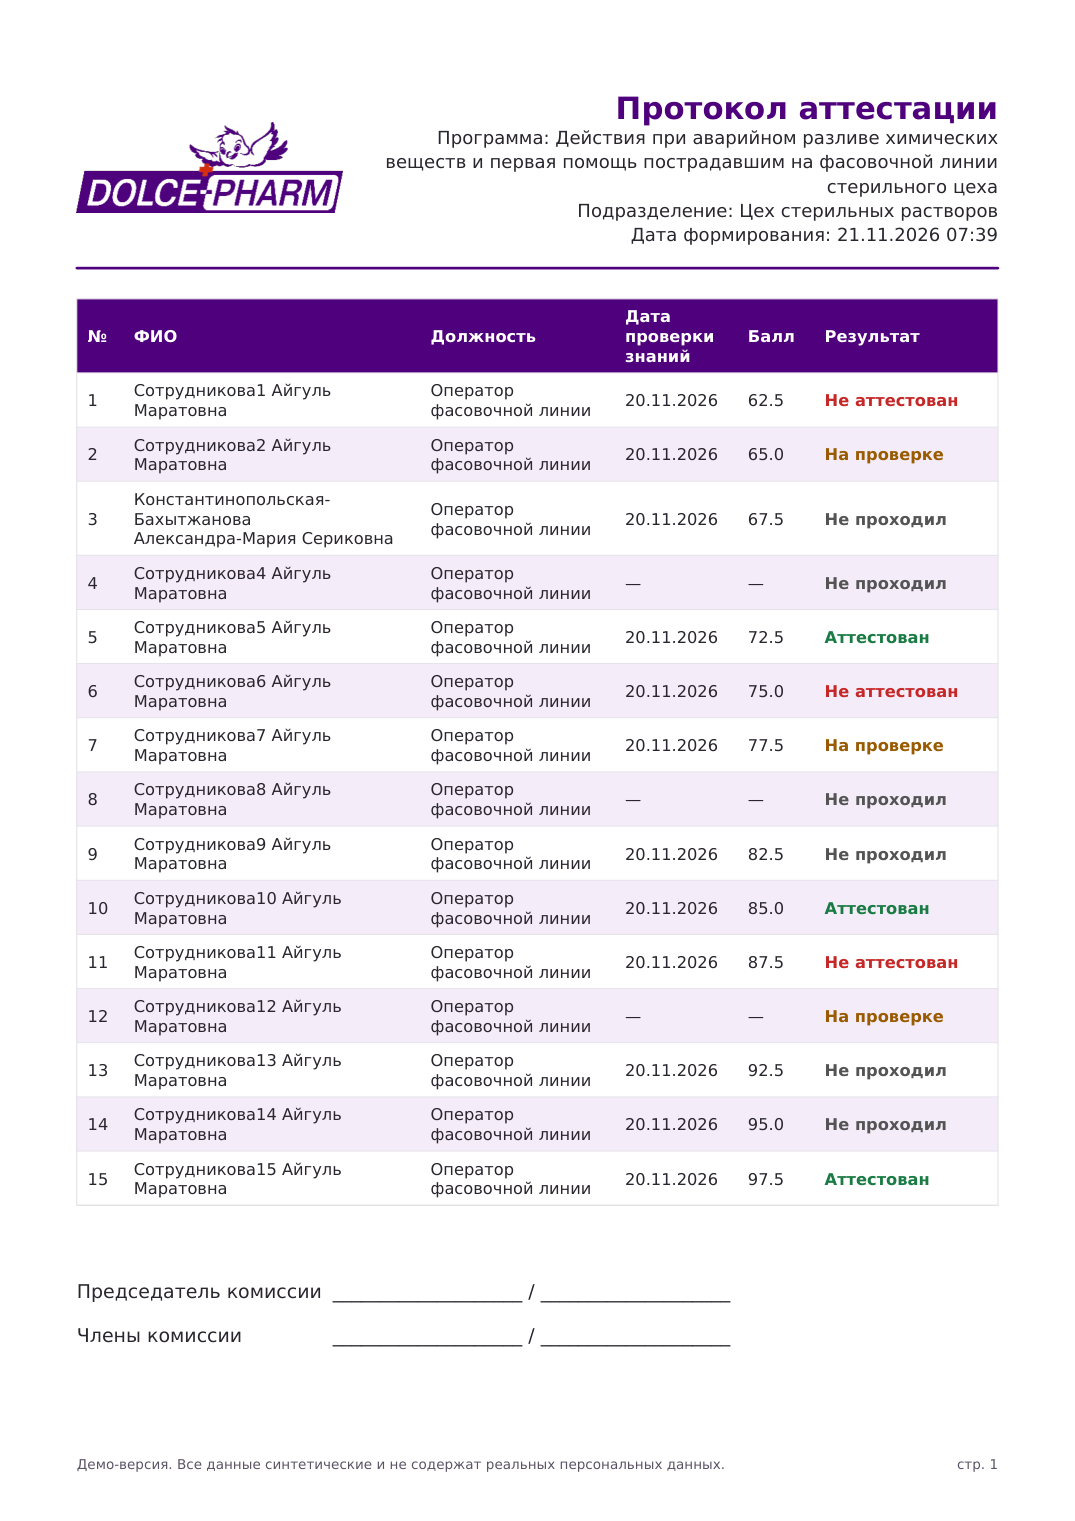 DOLCE-PHARM
Протокол аттестации
Программа: Действия при аварийном разливе химических
веществ и первая помощь пострадавшим на фасовочной линии
стерильного цеха
Подразделение: Цех стерильных растворов
Дата формирования: 21.11.2026 07:39
№ ФИО Должность Дата проверки знаний Балл Результат
1 Сотрудникова1 Айгуль Маратовна Оператор фасовочной линии 20.11.2026 62.5 Не аттестован
2 Сотрудникова2 Айгуль Маратовна Оператор фасовочной линии 20.11.2026 65.0 На проверке
3 Константинопольская-Бахытжанова Александра-Мария Сериковна Оператор фасовочной линии 20.11.2026 67.5 Не проходил
4 Сотрудникова4 Айгуль Маратовна Оператор фасовочной линии — — Не проходил
5 Сотрудникова5 Айгуль Маратовна Оператор фасовочной линии 20.11.2026 72.5 Аттестован
6 Сотрудникова6 Айгуль Маратовна Оператор фасовочной линии 20.11.2026 75.0 Не аттестован
7 Сотрудникова7 Айгуль Маратовна Оператор фасовочной линии 20.11.2026 77.5 На проверке
8 Сотрудникова8 Айгуль Маратовна Оператор фасовочной линии — — Не проходил
9 Сотрудникова9 Айгуль Маратовна Оператор фасовочной линии 20.11.2026 82.5 Не проходил
10 Сотрудникова10 Айгуль Маратовна Оператор фасовочной линии 20.11.2026 85.0 Аттестован
11 Сотрудникова11 Айгуль Маратовна Оператор фасовочной линии 20.11.2026 87.5 Не аттестован
12 Сотрудникова12 Айгуль Маратовна Оператор фасовочной линии — — На проверке
13 Сотрудникова13 Айгуль Маратовна Оператор фасовочной линии 20.11.2026 92.5 Не проходил
14 Сотрудникова14 Айгуль Маратовна Оператор фасовочной линии 20.11.2026 95.0 Не проходил
15 Сотрудникова15 Айгуль Маратовна Оператор фасовочной линии 20.11.2026 97.5 Аттестован
Председатель комиссии ____________________ / ____________________
Члены комиссии ____________________ / ____________________
Демо-версия. Все данные синтетические и не содержат реальных персональных данных. стр. 1